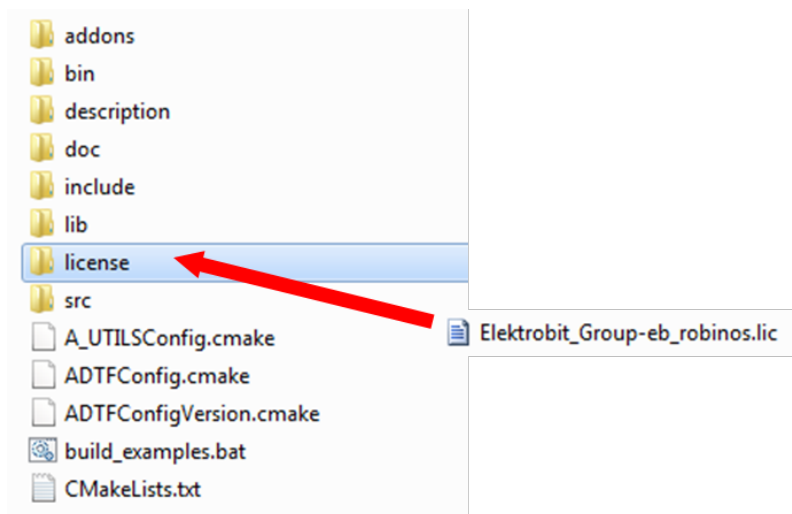 addons
bin
description
doc
include
lib
license
src
A_UTILSConfig.cmake
Elektrobit_Group-eb_robinos.lic
ADTFConfig.cmake
ADTFConfigVersion.cmake
build_examples.bat
CMakeLists.txt